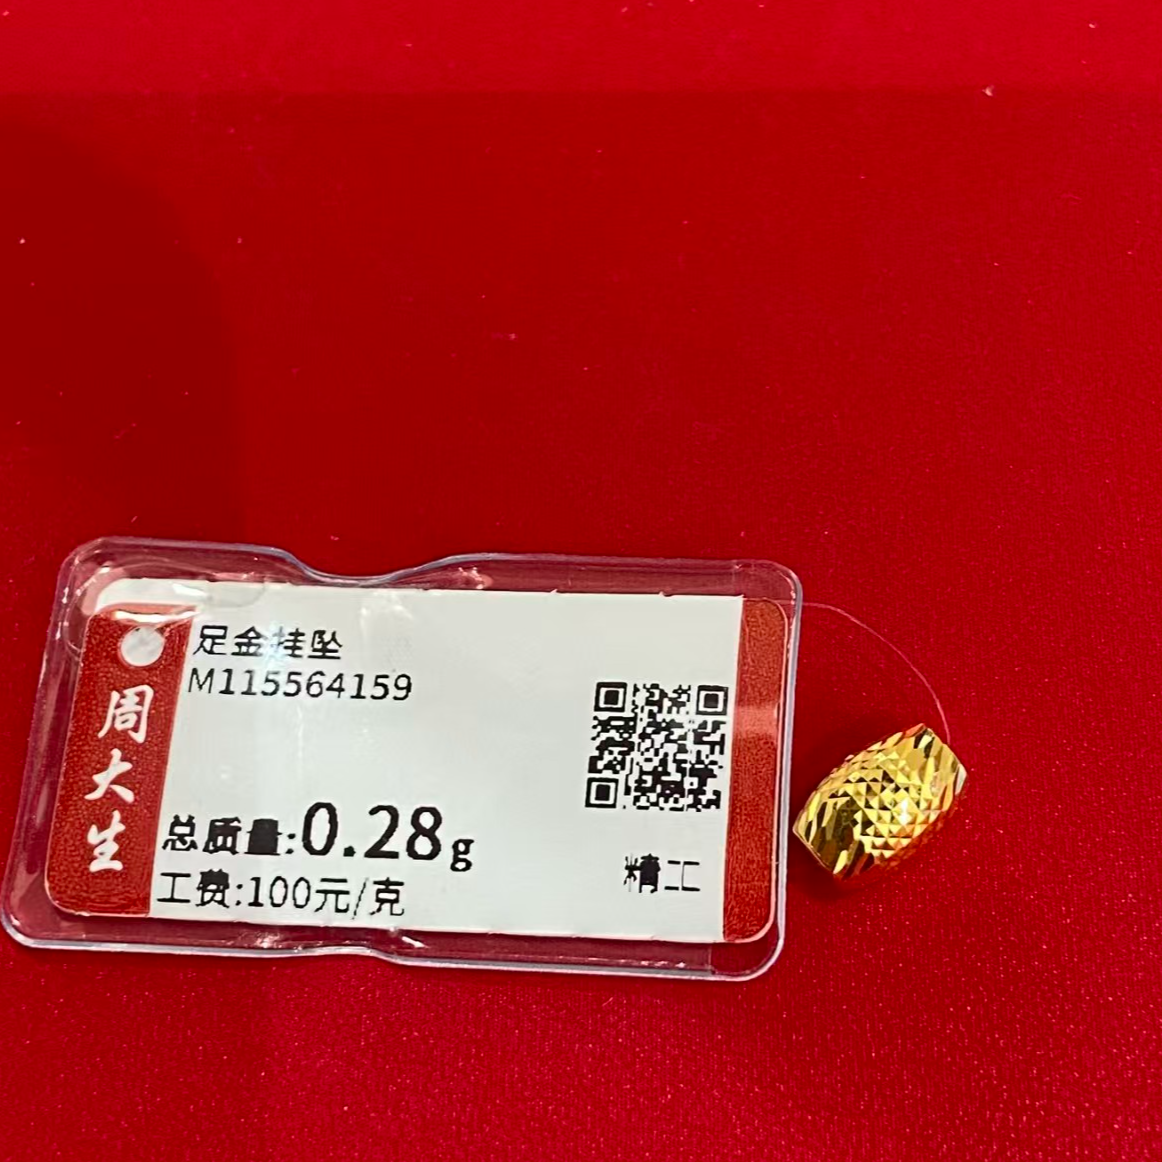 足金挂坠
M115564159
周大生
总质量:0.28g
工费:100元/克
精工